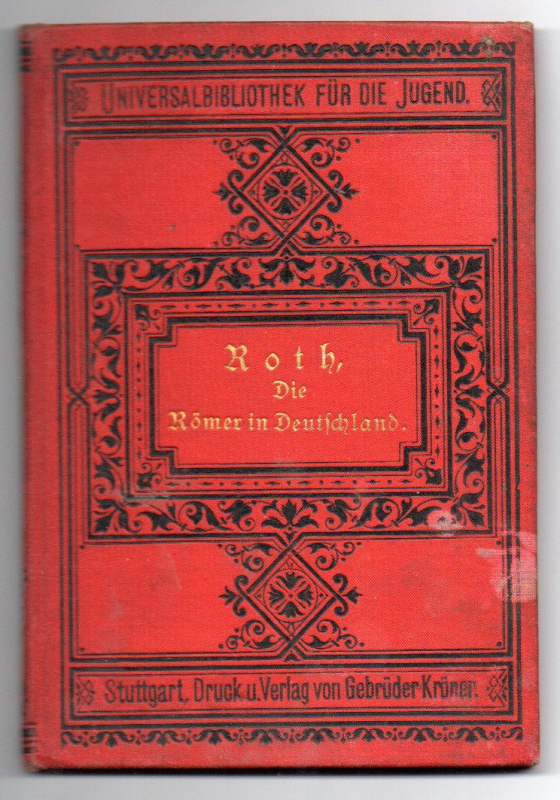 UNIVERSALBIBLIOTHEK FÜR DIE JUGEND.
Roth,
Die
Römer in Deutſchland.
Stuttgart, Druck u. Verlag von Gebrüder Kröner.